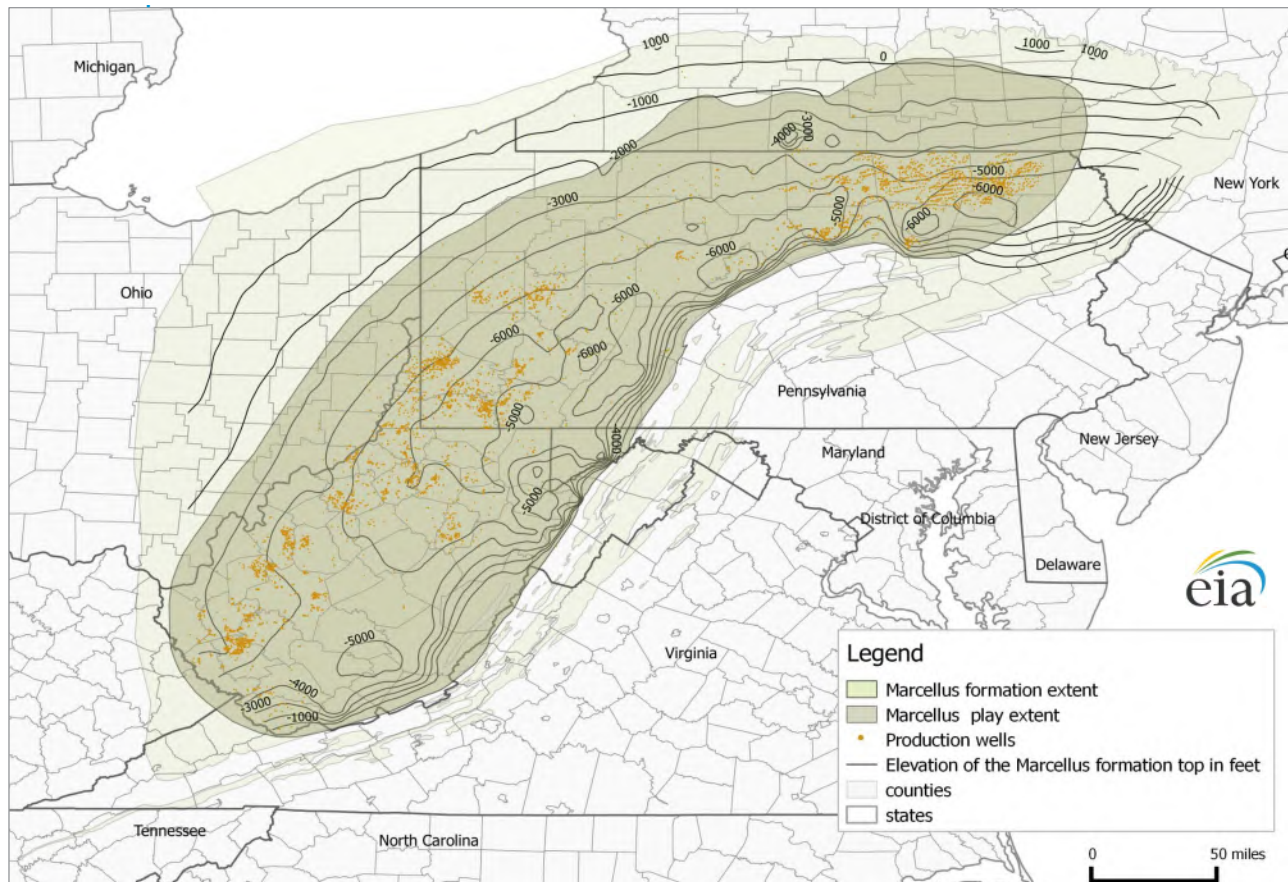 1000
1000
1000
0
Michigan
-1000
-3000
-4000
-2000
-5000
-6000
New York
-3000
-5000
-6000
-6000
Ohio
-6000
-6000
-6000
Pennsylvania
-5000
New Jersey
-4000
Maryland
-5000
District of Columbia
Delaware
eia
-5000
Virginia
-4000
-3000
-1000
Legend
Marcellus formation extent
Marcellus play extent
Production wells
Elevation of the Marcellus formation top in feet
counties
states
Tennessee
North Carolina
0 50 miles